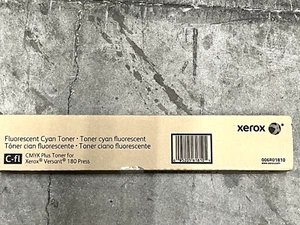 Fluorescent Cyan Toner · Toner cyan fluorescent
Tóner cian fluorescente · Toner ciano fluorescente
C-fl
CMYK Plus Toner for
Xerox® Versant® 180 Press
xerox
006R01810